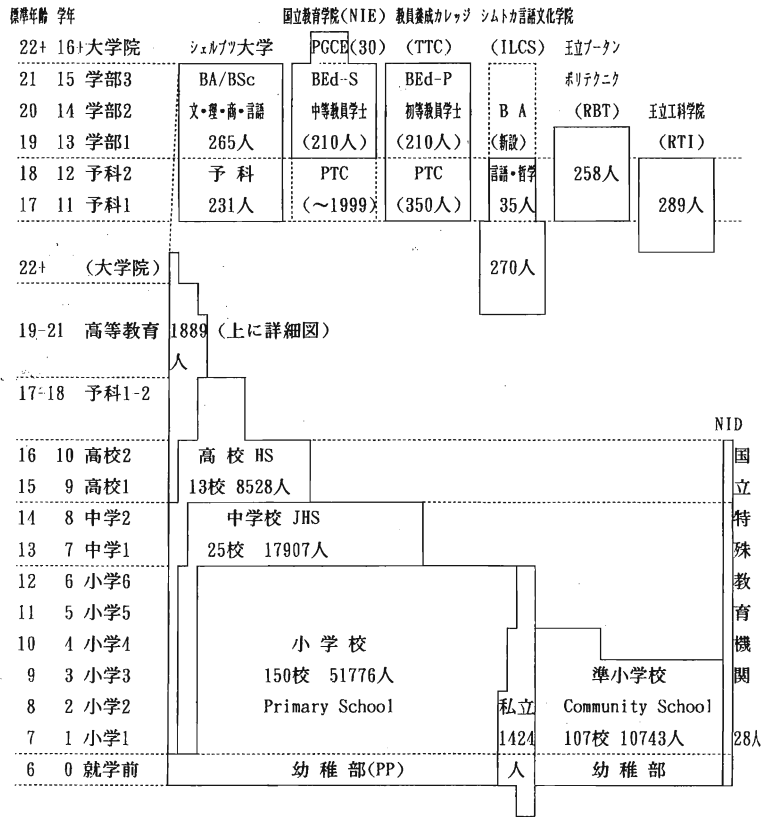 標準年齢 学年 国立教育学院(NIE) 教員養成カレッジ シムトカ言語文化学院
22+ 16+大学院 シェルブツェ大学 PGCE(30) (TTC) (ILCS) 王立ブータン
21 15 学部3 BA/BSc BEd-S BEd-P ポリテクニク
20 14 学部2 文・理・商・言語 中等教員学士 初等教員学士 B A (RBT) 王立工科学院
19 13 学部1 265人 (210人) (210人) (新設) (RTI)
18 12 予科2 予 科 PTC PTC 言語・哲学 258人
17 11 予科1 231人 (～1999) (350人) 35人 289人
22+ (大学院) 270人
19-21 高等教育 1889 (上に詳細図)
人
17-18 予科1-2
NID
16 10 高校2 高 校 HS 国
15 9 高校1 13校 8528人 立
14 8 中学2 中学校 JHS 特
13 7 中学1 25校 17907人 殊
12 6 小学6 教
11 5 小学5 育
10 4 小学4 小 学 校 機
9 3 小学3 150校 51776人 準小学校 関
8 2 小学2 Primary School 私立 Community School
7 1 小学1 1424 107校 10743人 28人
6 0 就学前 幼 稚 部(PP) 人 幼 稚 部